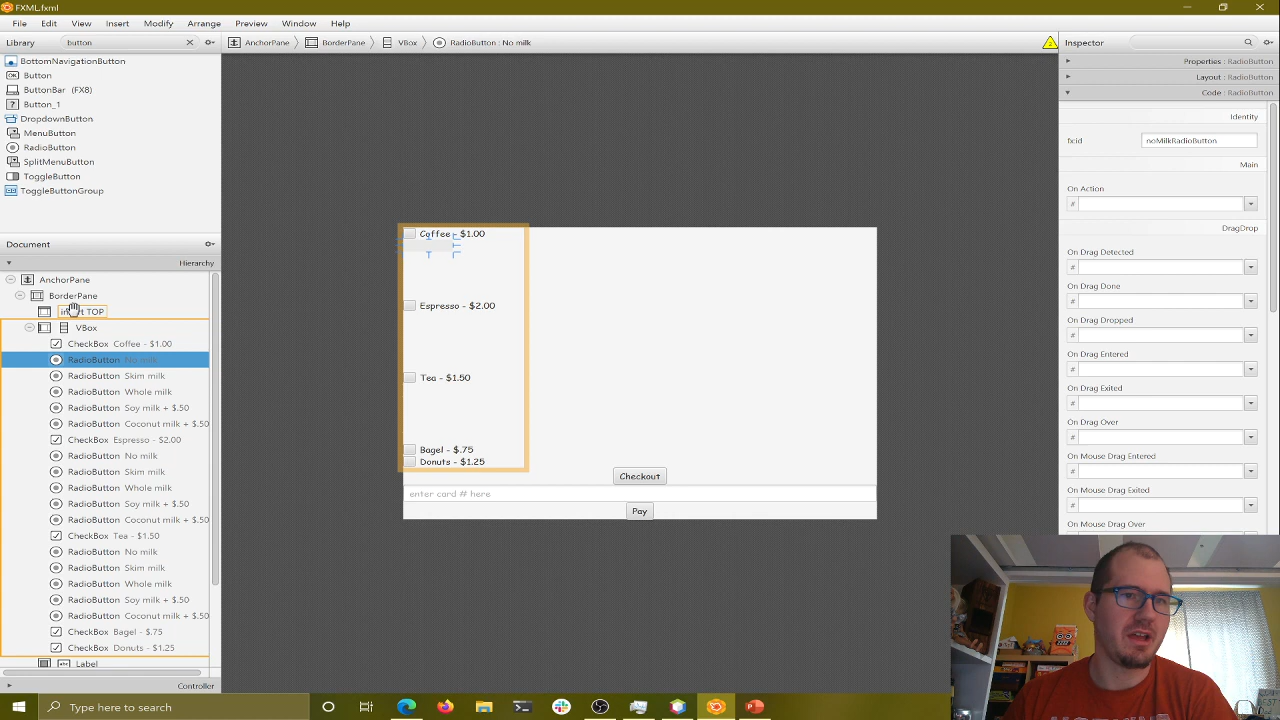 FXML.fxml
File Edit View Insert Modify Arrange Preview Window Help
Library button
AnchorPane BorderPane VBox RadioButton : No milk
Inspector
BottomNavigationButton
Button
ButtonBar (FX8)
Button_1
DropdownButton
MenuButton
RadioButton
SplitMenuButton
ToggleButton
ToggleButtonGroup
Document
Hierarchy
AnchorPane
BorderPane
insert TOP
VBox
CheckBox Coffee - $1.00
RadioButton No milk
RadioButton Skim milk
RadioButton Whole milk
RadioButton Soy milk + $.50
RadioButton Coconut milk + $.50
CheckBox Espresso - $2.00
RadioButton No milk
RadioButton Skim milk
RadioButton Whole milk
RadioButton Soy milk + $.50
RadioButton Coconut milk + $.50
CheckBox Tea - $1.50
RadioButton No milk
RadioButton Skim milk
RadioButton Whole milk
RadioButton Soy milk + $.50
RadioButton Coconut milk + $.50
CheckBox Bagel - $.75
CheckBox Donuts - $1.25
Label
Controller
Coffee - $1.00
Espresso - $2.00
Tea - $1.50
Bagel - $.75
Donuts - $1.25
Checkout
enter card # here
Pay
Properties : RadioButton
Layout : RadioButton
Code : RadioButton
Identity
fx:id noMilkRadioButton
Main
On Action
#
DragDrop
On Drag Detected
#
On Drag Done
#
On Drag Dropped
#
On Drag Entered
#
On Drag Exited
#
On Drag Over
#
On Mouse Drag Entered
#
On Mouse Drag Exited
#
On Mouse Drag Over
#
Type here to search